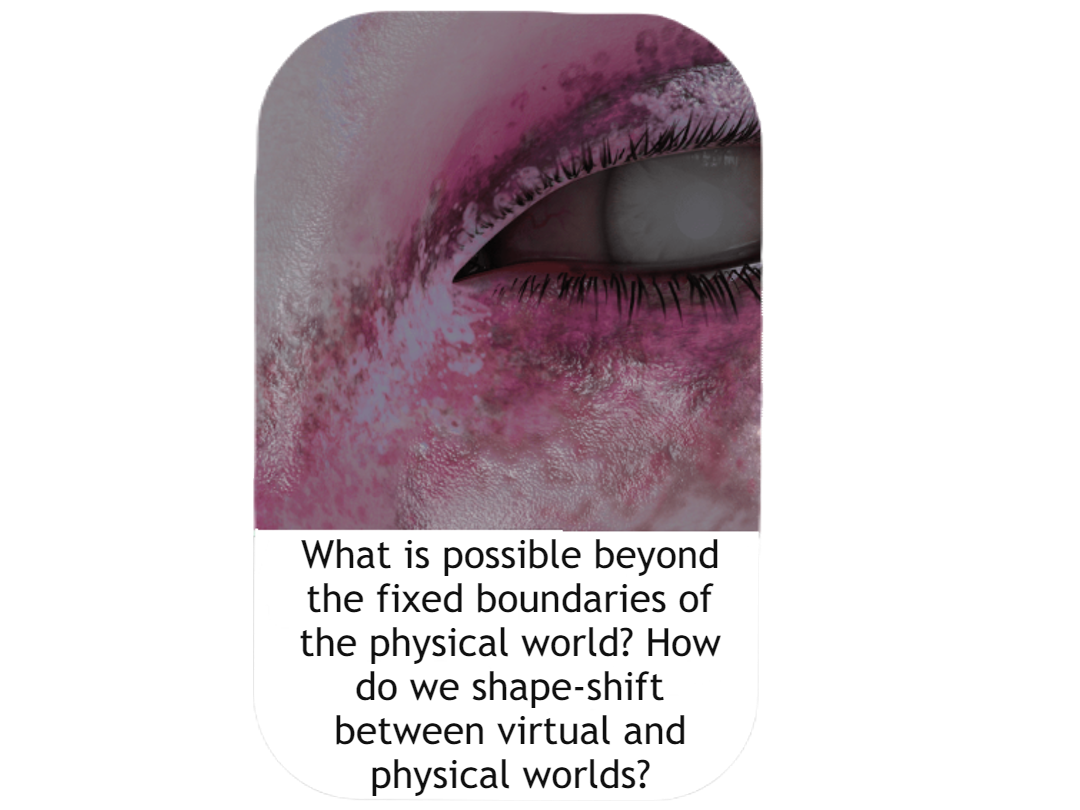 What is possible beyond
the fixed boundaries of
the physical world? How
do we shape-shift
between virtual and
physical worlds?